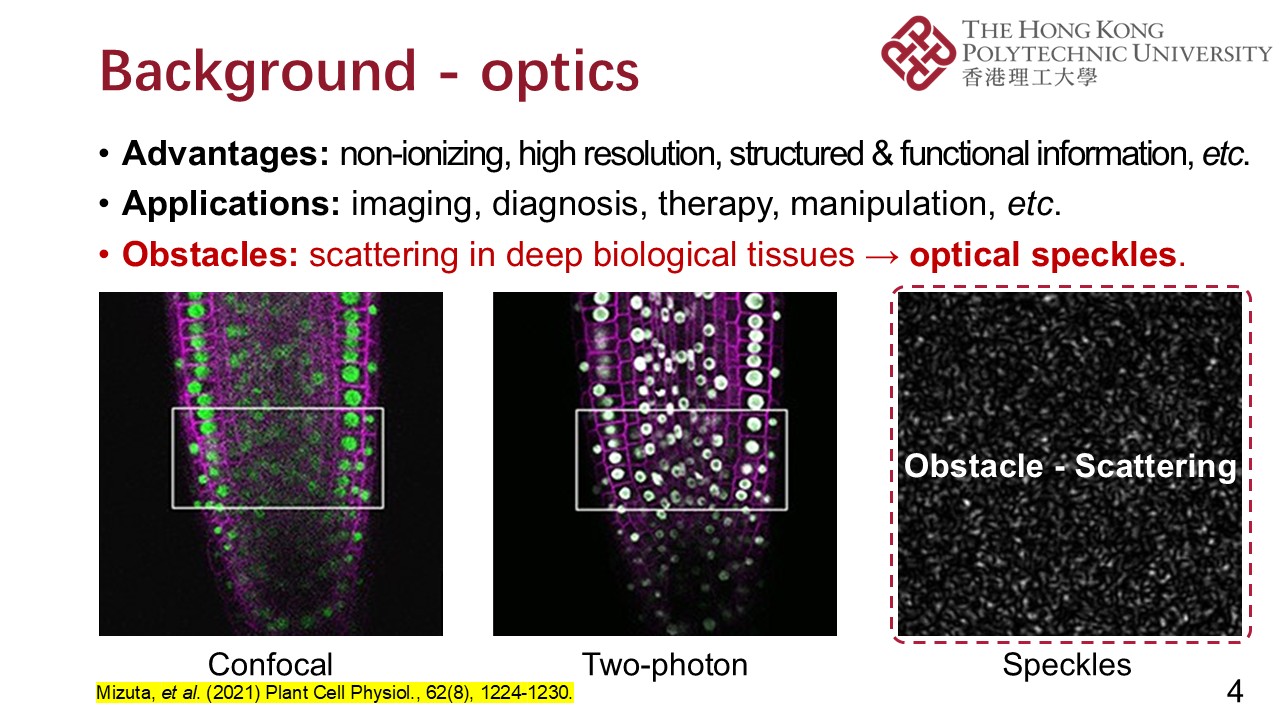 Background - optics
THE HONG KONG
POLYTECHNIC UNIVERSITY
香港理工大學
• Advantages: non-ionizing, high resolution, structured & functional information, etc.
• Applications: imaging, diagnosis, therapy, manipulation, etc.
• Obstacles: scattering in deep biological tissues → optical speckles.
Obstacle - Scattering
Confocal
Two-photon
Speckles
Mizuta, et al. (2021) Plant Cell Physiol., 62(8), 1224-1230.
4